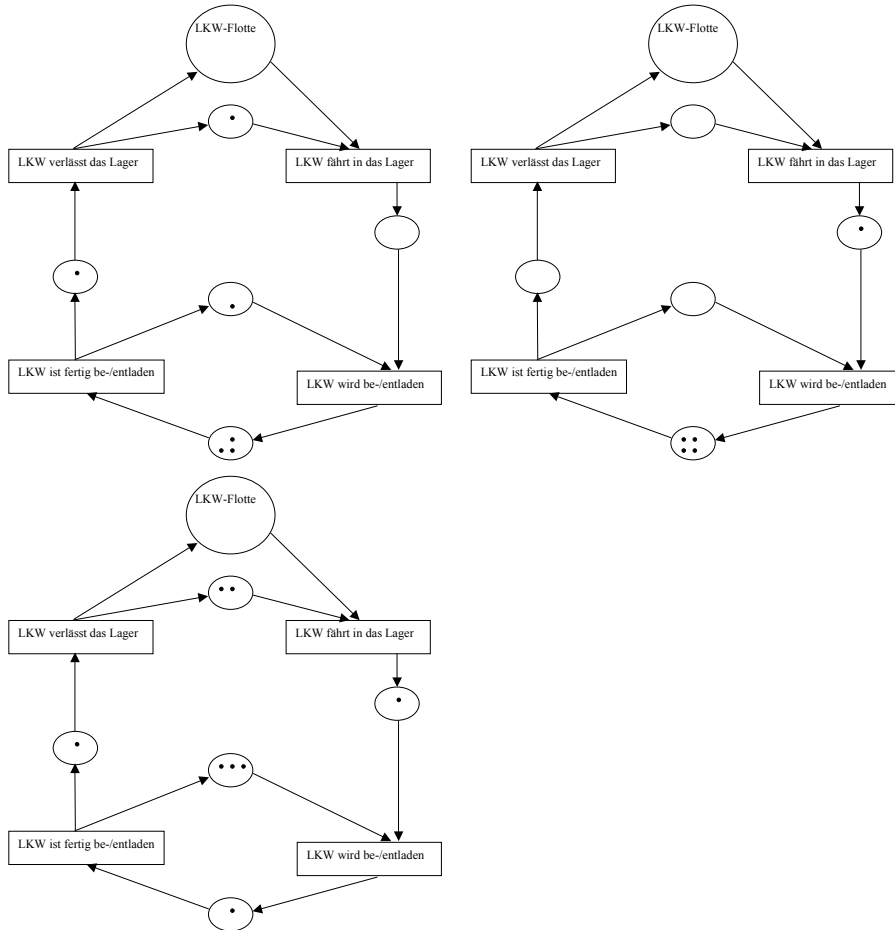 LKW-Flotte
LKW verlässt das Lager
LKW fährt in das Lager
LKW ist fertig be-/entladen
LKW wird be-/entladen
LKW-Flotte
LKW verlässt das Lager
LKW fährt in das Lager
LKW ist fertig be-/entladen
LKW wird be-/entladen
LKW-Flotte
LKW verlässt das Lager
LKW fährt in das Lager
LKW ist fertig be-/entladen
LKW wird be-/entladen